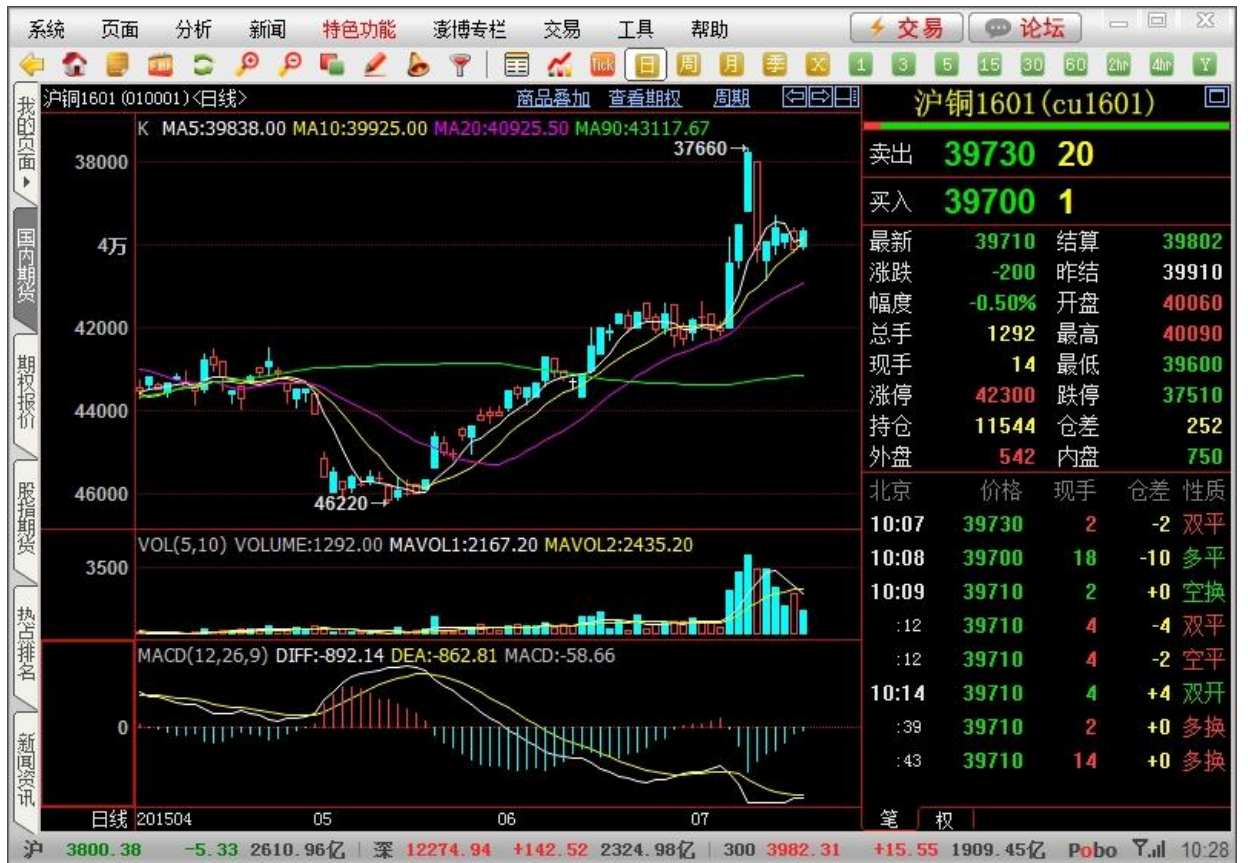 系统 页面 分析 新闻 特色功能 澎博专栏 交易 工具 帮助 交易 论坛
Tick 日 周 月 季 X 1 3 5 15 30 60 2hr 4hr Y
我的页面
国内期货
期权报价
股指期货
热点排名
新闻资讯
沪铜1601 (010001)<日线> 商品叠加 查看期权 周期
K MA5:39838.00 MA10:39925.00 MA20:40925.50 MA90:43117.67
37660
38000
4万
42000
44000
46000
46220
VOL(5,10) VOLUME:1292.00 MAVOL1:2167.20 MAVOL2:2435.20
3500
MACD(12,26,9) DIFF:-892.14 DEA:-862.81 MACD:-58.66
0
日线 201504 05 06 07
沪铜1601(cu1601)
卖出 39730 20
买入 39700 1
最新 39710 结算 39802
涨跌 -200 昨结 39910
幅度 -0.50% 开盘 40060
总手 1292 最高 40090
现手 14 最低 39600
涨停 42300 跌停 37510
持仓 11544 仓差 252
外盘 542 内盘 750
北京 价格 现手 仓差 性质
10:07 39730 2 -2 双平
10:08 39700 18 -10 多平
10:09 39710 2 +0 空换
:12 39710 4 -4 双平
:12 39710 4 -2 空平
10:14 39710 4 +4 双开
:39 39710 2 +0 多换
:43 39710 14 +0 多换
笔 权
沪 3800.38 -5.33 2610.96亿 深 12274.94 +142.52 2324.98亿 300 3982.31 +15.55 1909.45亿 Pobo 10:28